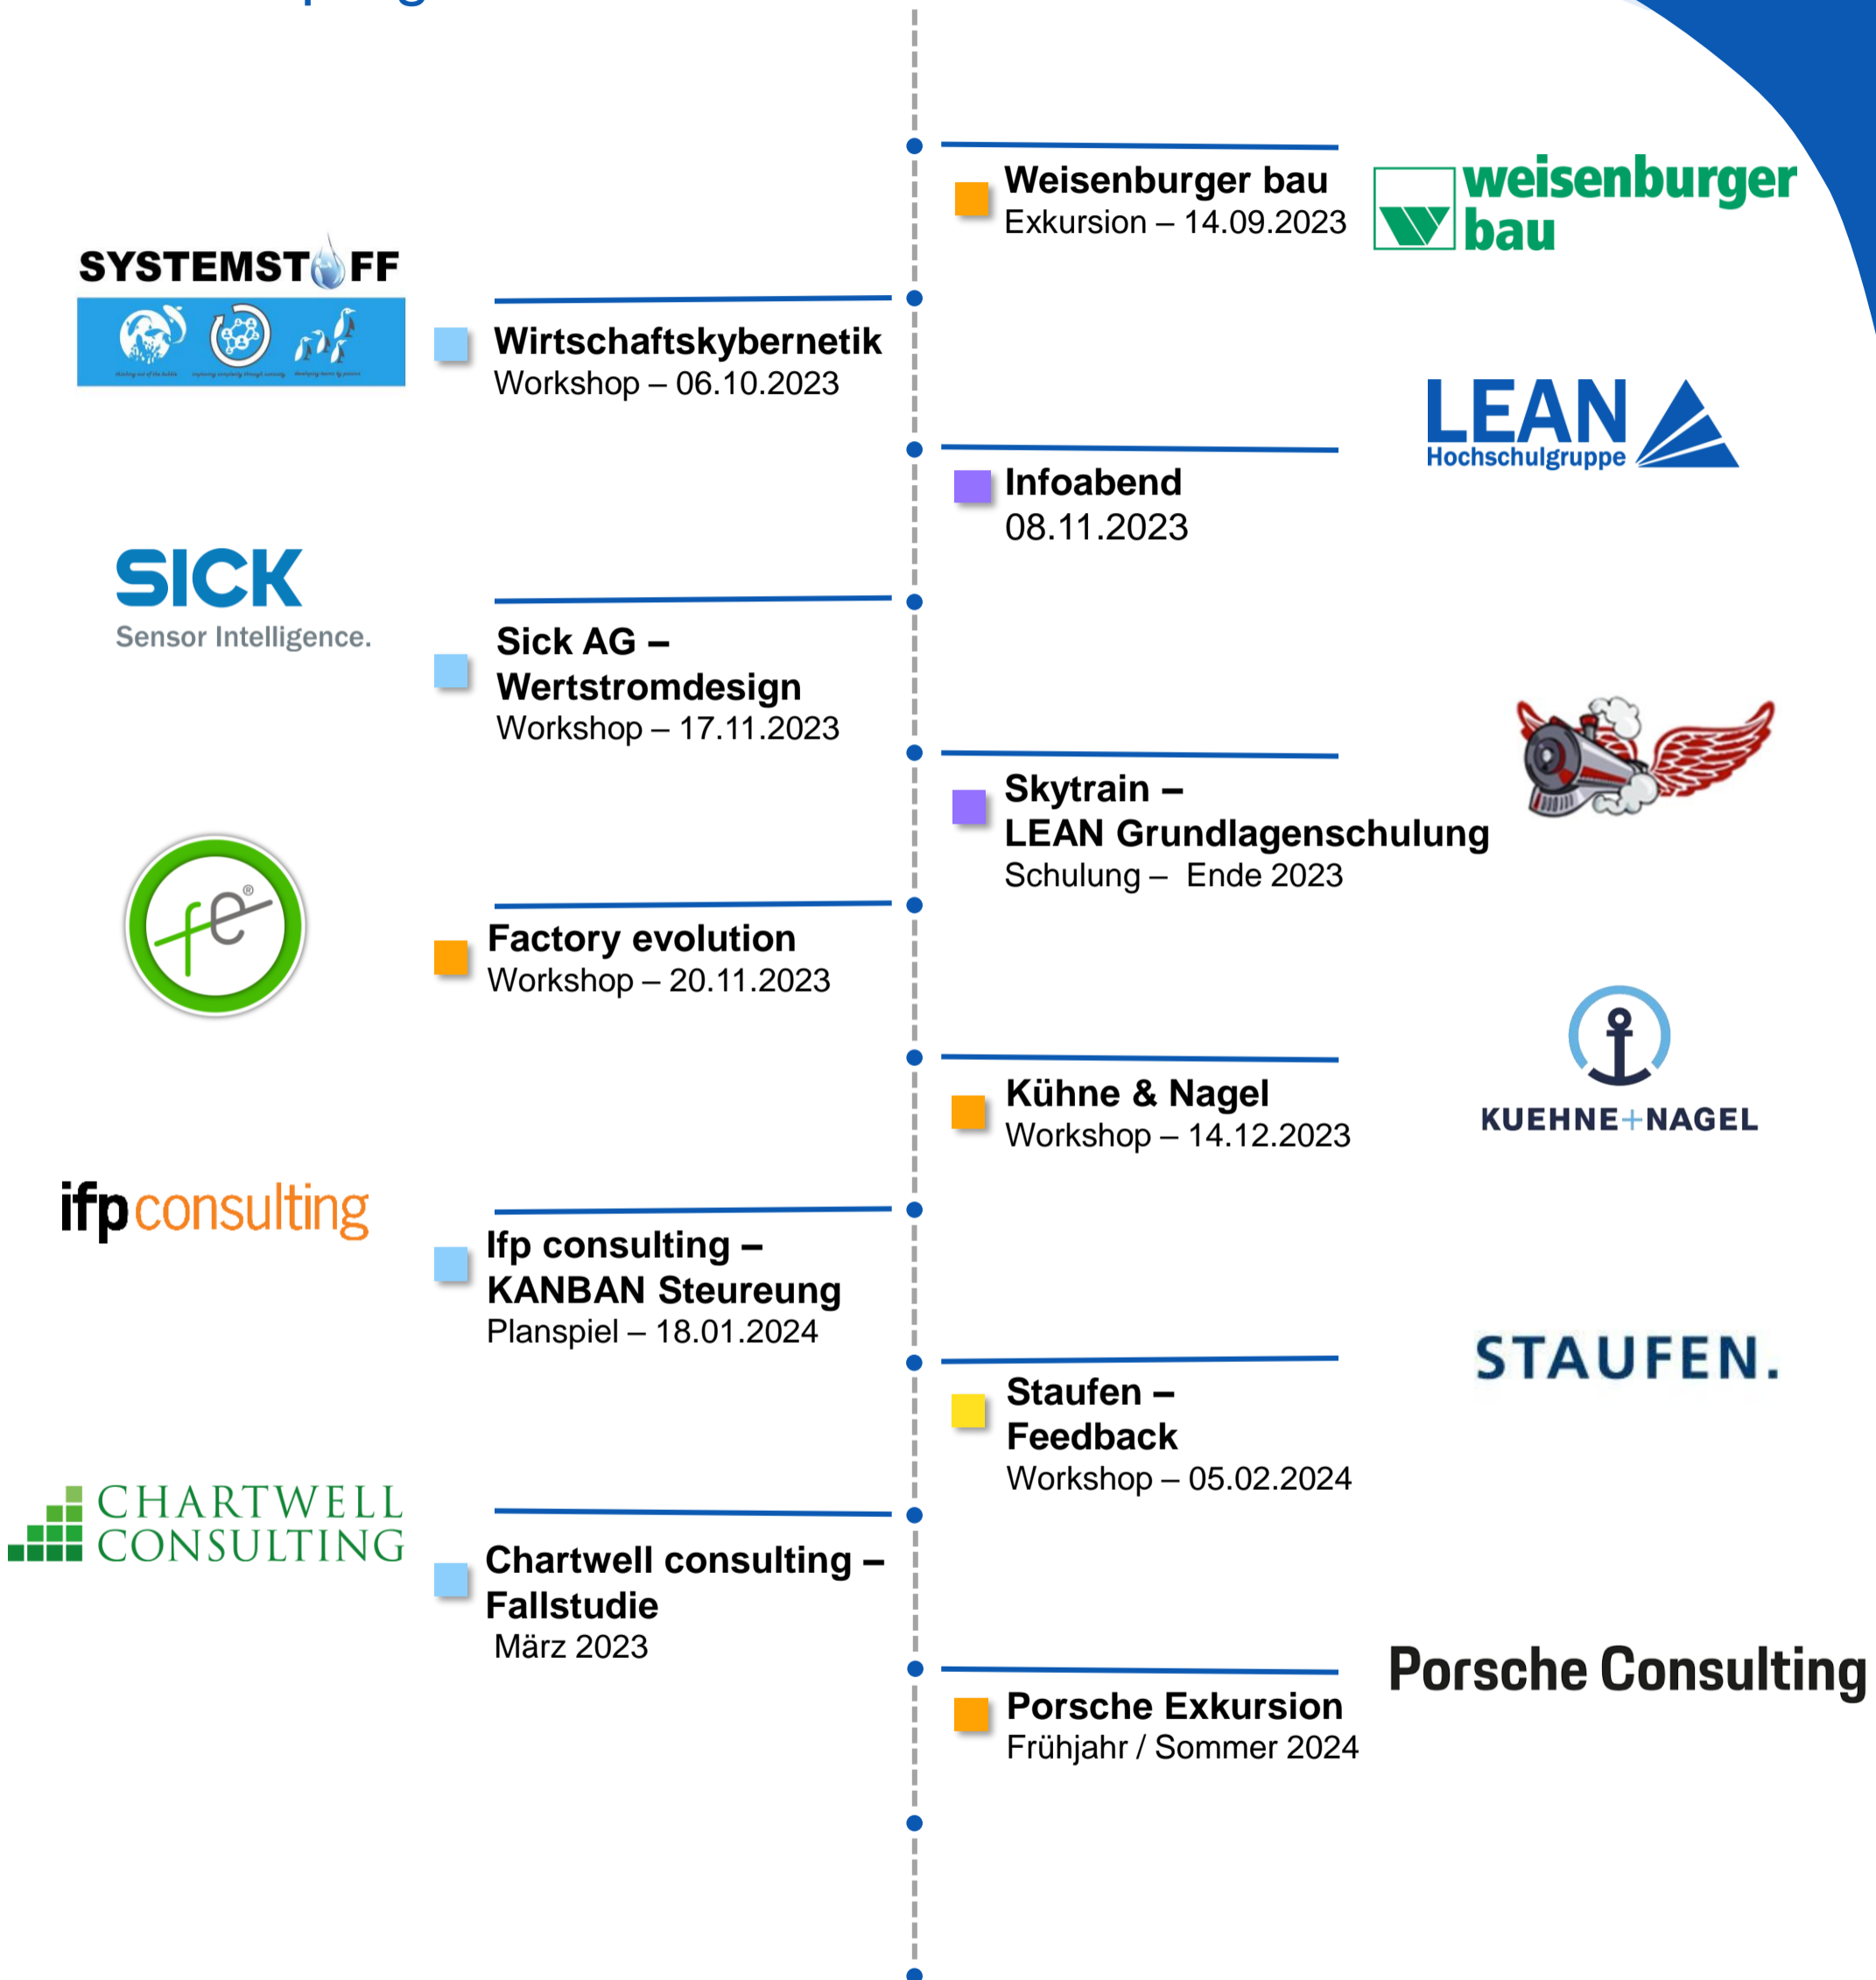 Weisenburger bau
Exkursion – 14.09.2023
weisenburger
bau
SYSTEMSTOFF
Wirtschaftskybernetik
Workshop – 06.10.2023
LEAN
Hochschulgruppe
Infoabend
08.11.2023
SICK
Sensor Intelligence.
Sick AG –
Wertstromdesign
Workshop – 17.11.2023
Skytrain –
LEAN Grundlagenschulung
Schulung – Ende 2023
fe®
Factory evolution
Workshop – 20.11.2023
Kühne & Nagel
Workshop – 14.12.2023
KUEHNE+NAGEL
ifp consulting
Ifp consulting –
KANBAN Steureung
Planspiel – 18.01.2024
STAUFEN.
Staufen –
Feedback
Workshop – 05.02.2024
CHARTWELL
CONSULTING
Chartwell consulting –
Fallstudie
März 2023
Porsche Consulting
Porsche Exkursion
Frühjahr / Sommer 2024